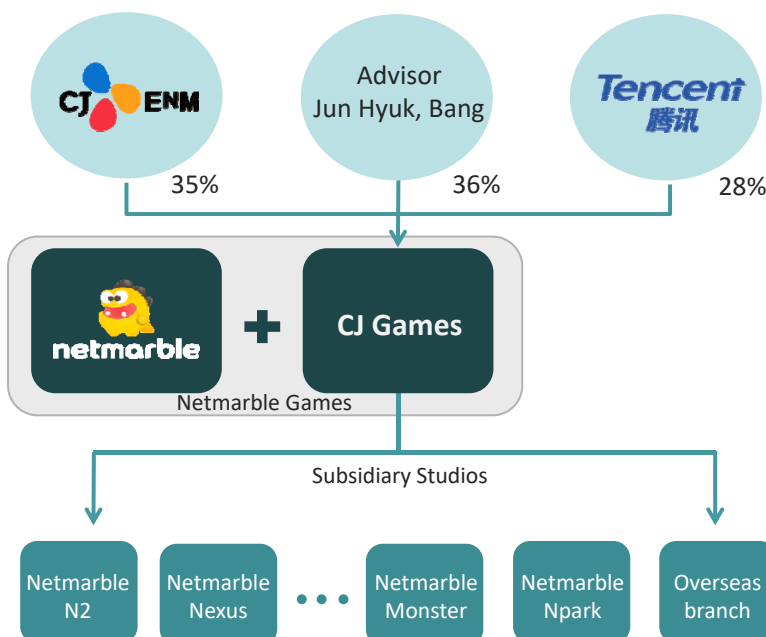 CJ ENM
Advisor
Jun Hyuk, Bang
Tencent
腾讯
35%
36%
28%
netmarble
CJ Games
Netmarble Games
Subsidiary Studios
Netmarble
N2
Netmarble
Nexus
Netmarble
Monster
Netmarble
Npark
Overseas
branch